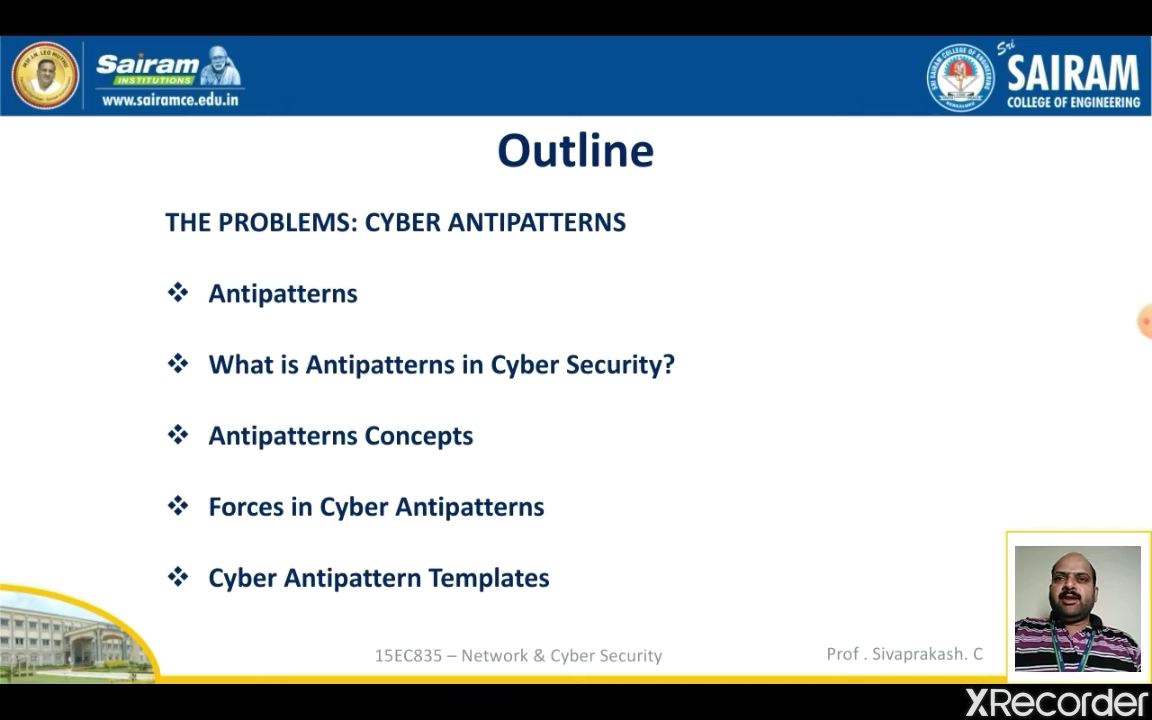 Sairam
INSTITUTIONS
www.sairamce.edu.in
Sri
SAIRAM
COLLEGE OF ENGINEERING
Outline
THE PROBLEMS: CYBER ANTIPATTERNS
❖ Antipatterns
❖ What is Antipatterns in Cyber Security?
❖ Antipatterns Concepts
❖ Forces in Cyber Antipatterns
❖ Cyber Antipattern Templates
15EC835 – Network & Cyber Security
Prof . Sivaprakash. C
XRecorder